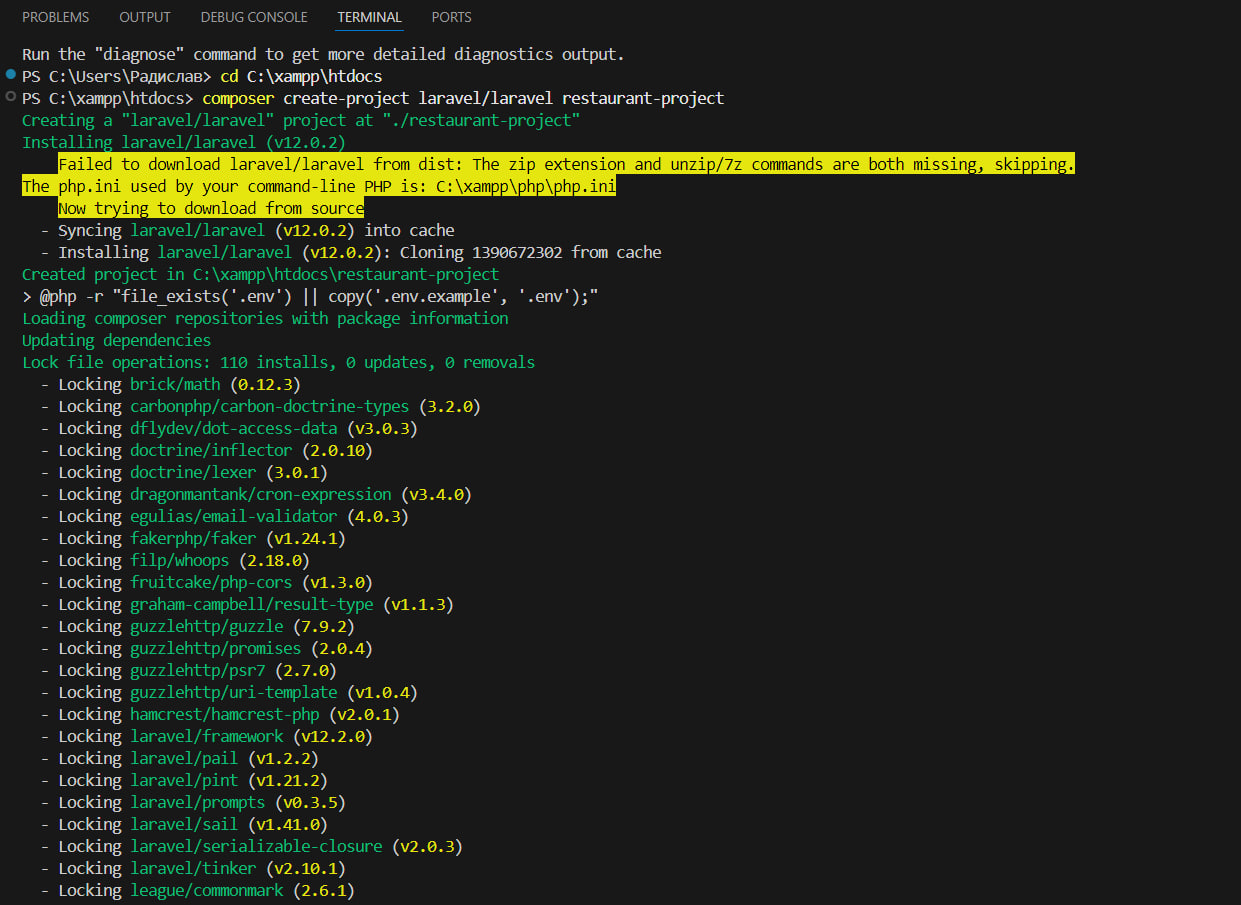 PROBLEMS OUTPUT DEBUG CONSOLE TERMINAL PORTS
Run the "diagnose" command to get more detailed diagnostics output.
PS C:\Users\Радислав> cd C:\xampp\htdocs
PS C:\xampp\htdocs> composer create-project laravel/laravel restaurant-project
Creating a "laravel/laravel" project at "./restaurant-project"
Installing laravel/laravel (v12.0.2)
Failed to download laravel/laravel from dist: The zip extension and unzip/7z commands are both missing, skipping.
The php.ini used by your command-line PHP is: C:\xampp\php\php.ini
Now trying to download from source
- Syncing laravel/laravel (v12.0.2) into cache
- Installing laravel/laravel (v12.0.2): Cloning 1390672302 from cache
Created project in C:\xampp\htdocs\restaurant-project
> @php -r "file_exists('.env') || copy('.env.example', '.env');"
Loading composer repositories with package information
Updating dependencies
Lock file operations: 110 installs, 0 updates, 0 removals
- Locking brick/math (0.12.3)
- Locking carbonphp/carbon-doctrine-types (3.2.0)
- Locking dflydev/dot-access-data (v3.0.3)
- Locking doctrine/inflector (2.0.10)
- Locking doctrine/lexer (3.0.1)
- Locking dragonmantank/cron-expression (v3.4.0)
- Locking egulias/email-validator (4.0.3)
- Locking fakerphp/faker (v1.24.1)
- Locking filp/whoops (2.18.0)
- Locking fruitcake/php-cors (v1.3.0)
- Locking graham-campbell/result-type (v1.1.3)
- Locking guzzlehttp/guzzle (7.9.2)
- Locking guzzlehttp/promises (2.0.4)
- Locking guzzlehttp/psr7 (2.7.0)
- Locking guzzlehttp/uri-template (v1.0.4)
- Locking hamcrest/hamcrest-php (v2.0.1)
- Locking laravel/framework (v12.2.0)
- Locking laravel/pail (v1.2.2)
- Locking laravel/pint (v1.21.2)
- Locking laravel/prompts (v0.3.5)
- Locking laravel/sail (v1.41.0)
- Locking laravel/serializable-closure (v2.0.3)
- Locking laravel/tinker (v2.10.1)
- Locking league/commonmark (2.6.1)